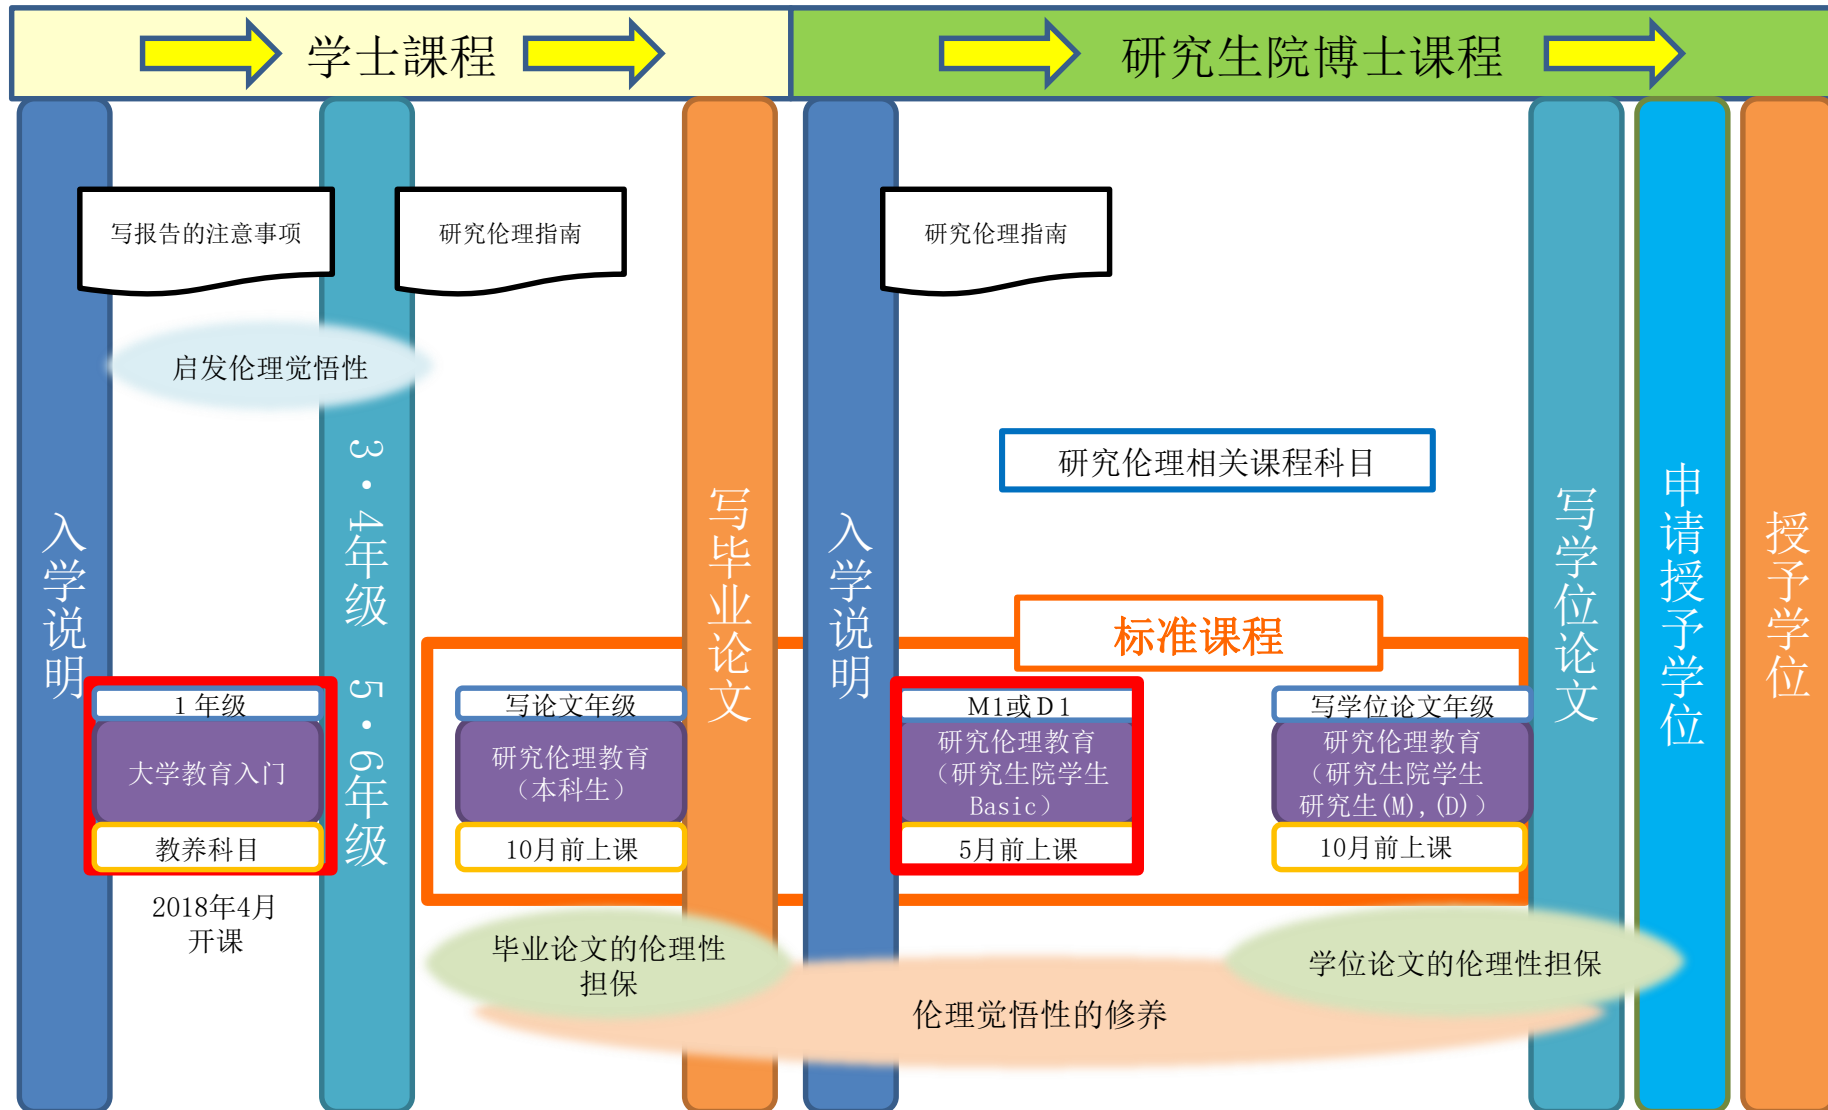 学士課程
研究生院博士课程
写报告的注意事项
研究伦理指南
研究伦理指南
启发伦理觉悟性
研究伦理相关课程科目
入学说明
3・4年级 5・6年级
写毕业论文
入学说明
写学位论文
申请授予学位
授予学位
标准课程
1 年级
大学教育入门
教养科目
2018年4月
开课
写论文年级
研究伦理教育
（本科生）
10月前上课
M1或D1
研究伦理教育
（研究生院学生
Basic）
5月前上课
写学位论文年级
研究伦理教育
（研究生院学生
研究生(M),(D)）
10月前上课
毕业论文的伦理性
担保
学位论文的伦理性担保
伦理觉悟性的修养